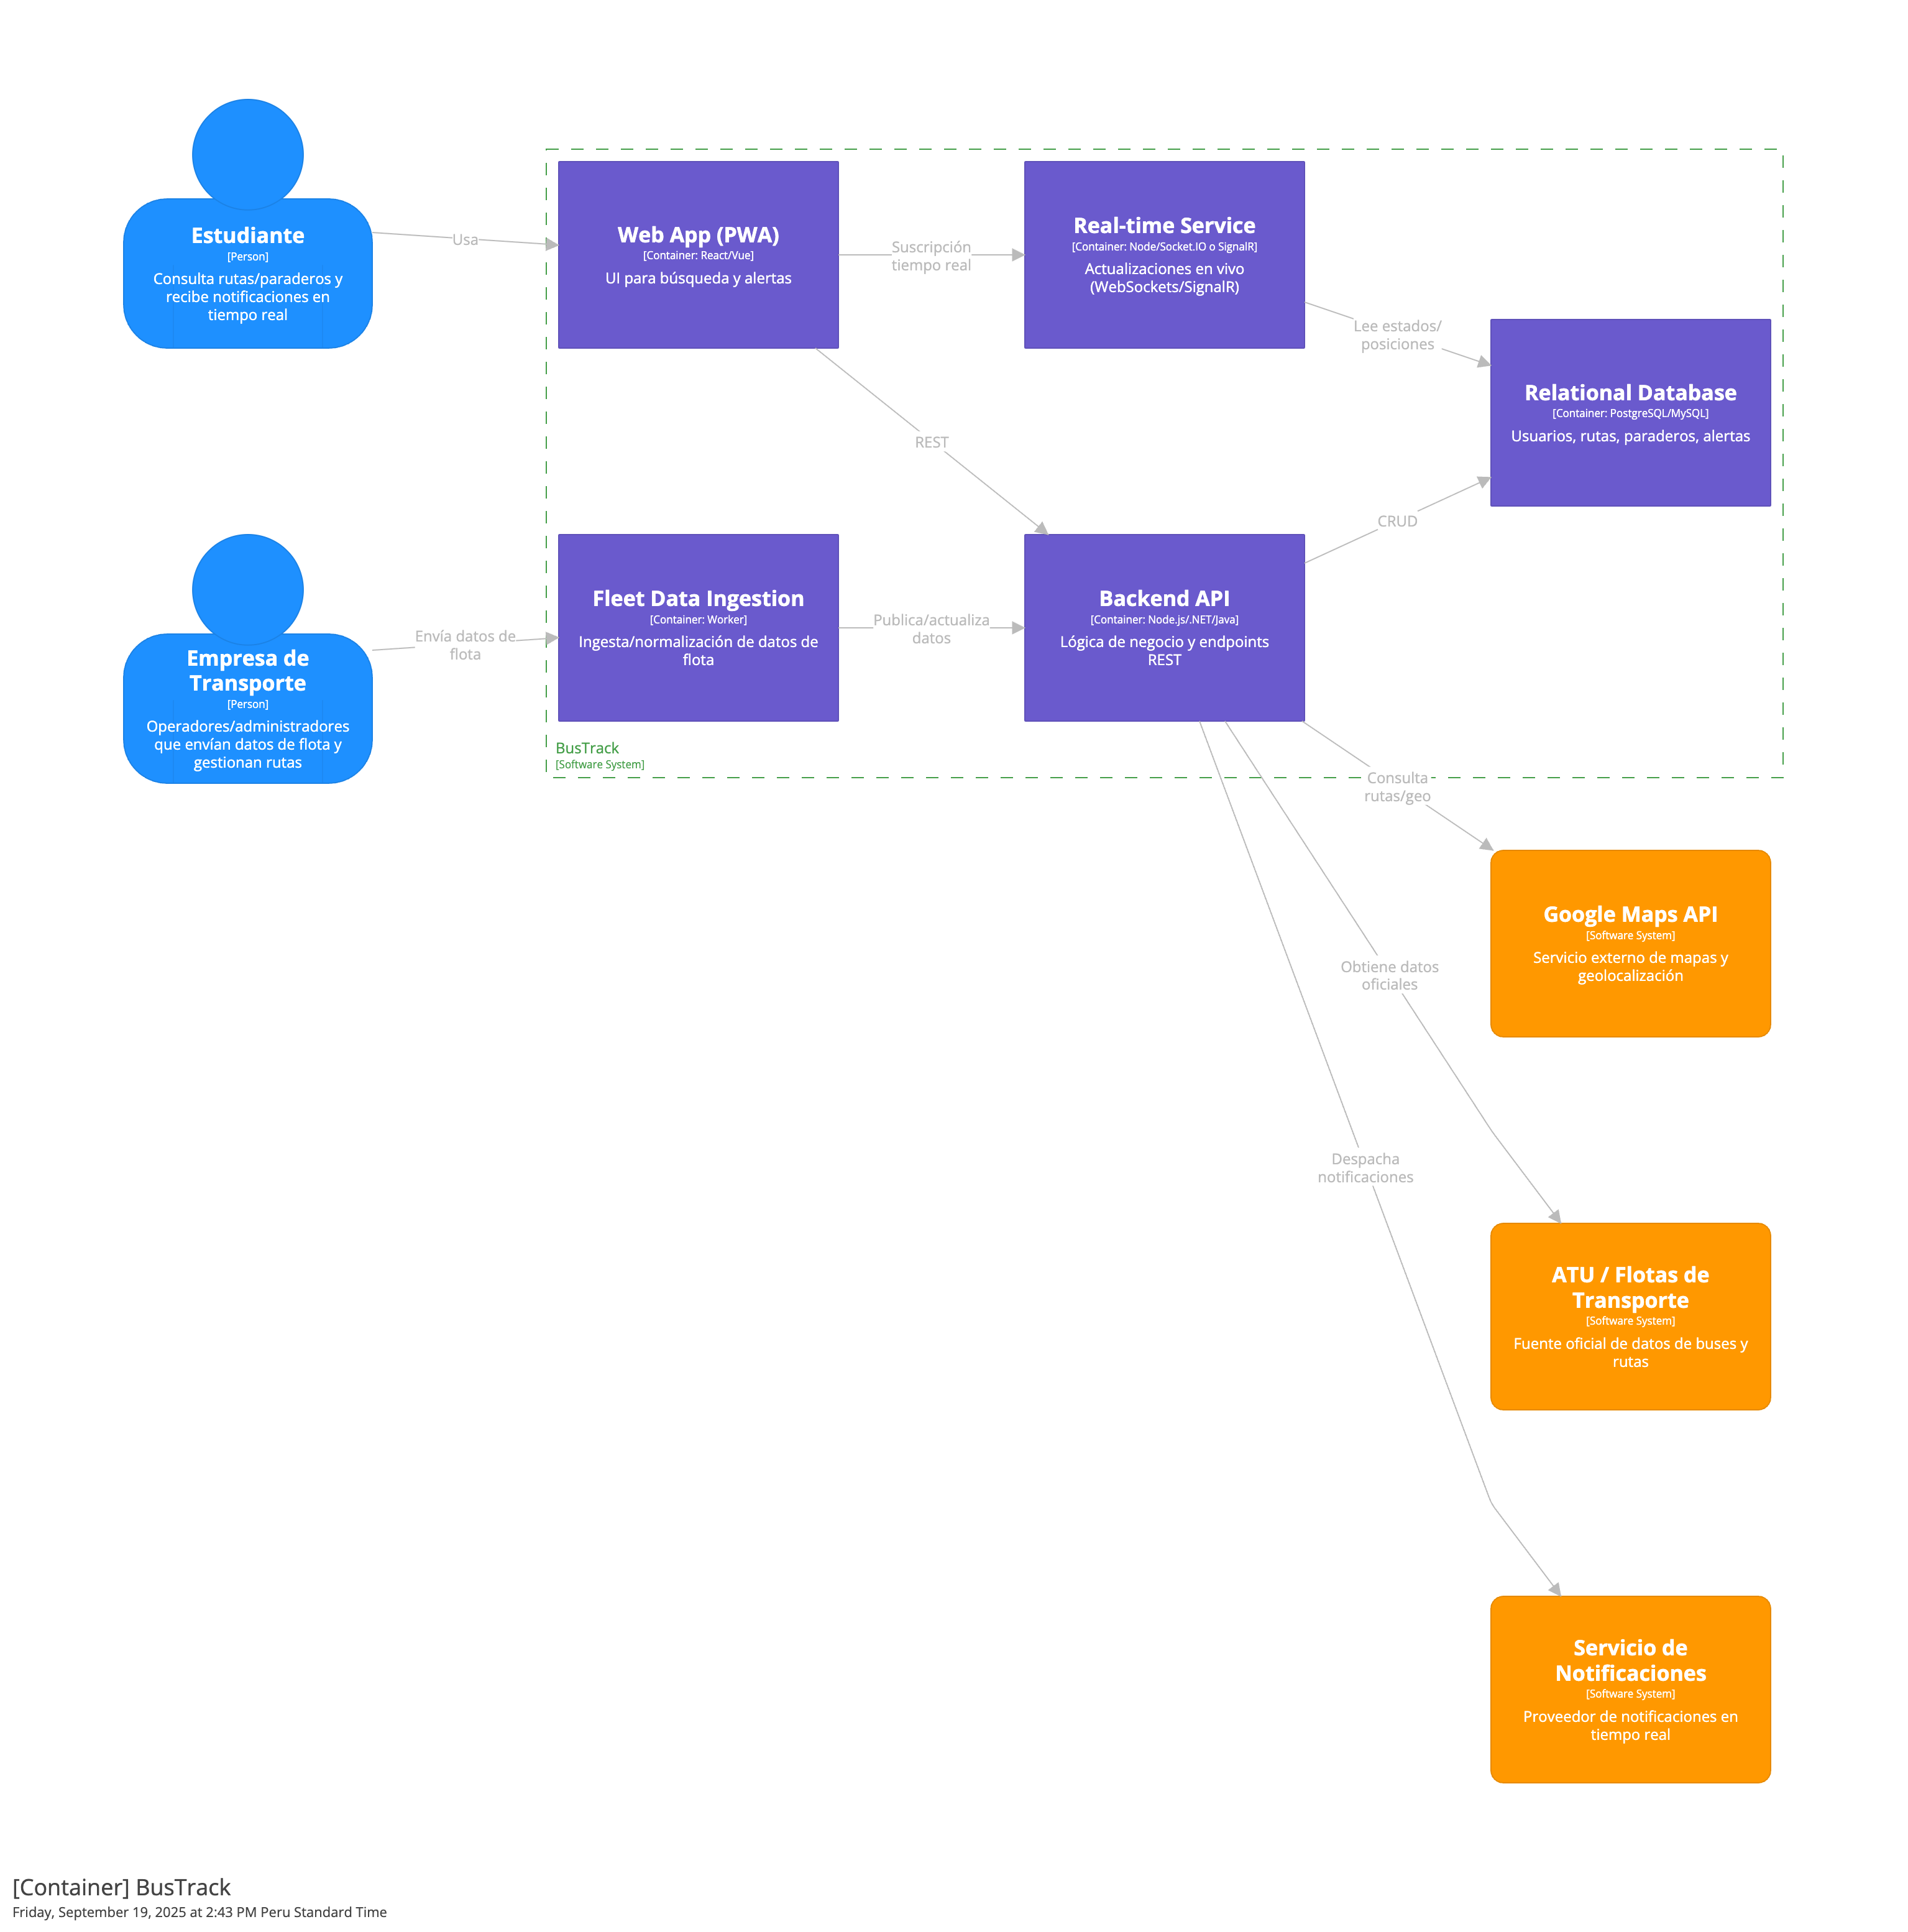 Estudiante
[Person]
Consulta rutas/paraderos y
recibe notificaciones en
tiempo real
Usa
Web App (PWA)
[Container: React/Vue]
UI para búsqueda y alertas
Suscripción
tiempo real
Real-time Service
[Container: Node/Socket.IO o SignalR]
Actualizaciones en vivo
(WebSockets/SignalR)
Lee estados/
posiciones
Relational Database
[Container: PostgreSQL/MySQL]
Usuarios, rutas, paraderos, alertas
REST
CRUD
Empresa de
Transporte
[Person]
Operadores/administradores
que envían datos de flota y
gestionan rutas
Envía datos de
flota
Fleet Data Ingestion
[Container: Worker]
Ingesta/normalización de datos de
flota
Publica/actualiza
datos
Backend API
[Container: Node.js/.NET/Java]
Lógica de negocio y endpoints
REST
BusTrack
[Software System]
Consulta
rutas/geo
Google Maps API
[Software System]
Servicio externo de mapas y
geolocalización
Obtiene datos
oficiales
Despacha
notificaciones
ATU / Flotas de
Transporte
[Software System]
Fuente oficial de datos de buses y
rutas
Servicio de
Notificaciones
[Software System]
Proveedor de notificaciones en
tiempo real
[Container] BusTrack
Friday, September 19, 2025 at 2:43 PM Peru Standard Time